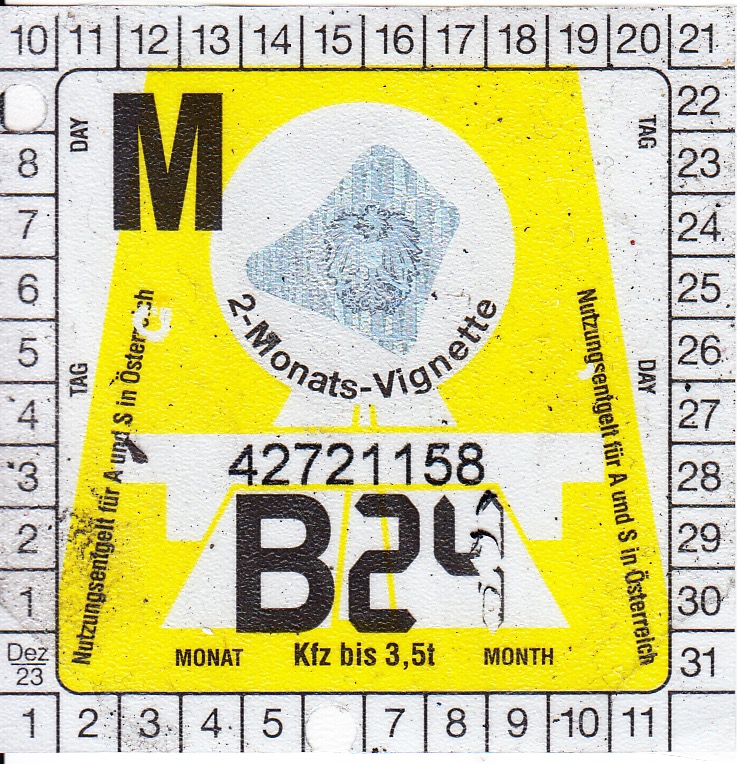 10 11 12 13 14 15 16 17 18 19 20 21
M
DAY
TAG
22
8
23
7
24
6
25
5
26
4
27
3
28
2
29
1
30
Dez
23
31
2-Monats-Vignette
TAG
DAY
Nutzungsentgelt für A und S in Österreich
Nutzungsentgelt für A und S in Österreich
42721158
B24
MONAT Kfz bis 3,5t MONTH
1 2 3 4 5 7 8 9 10 11